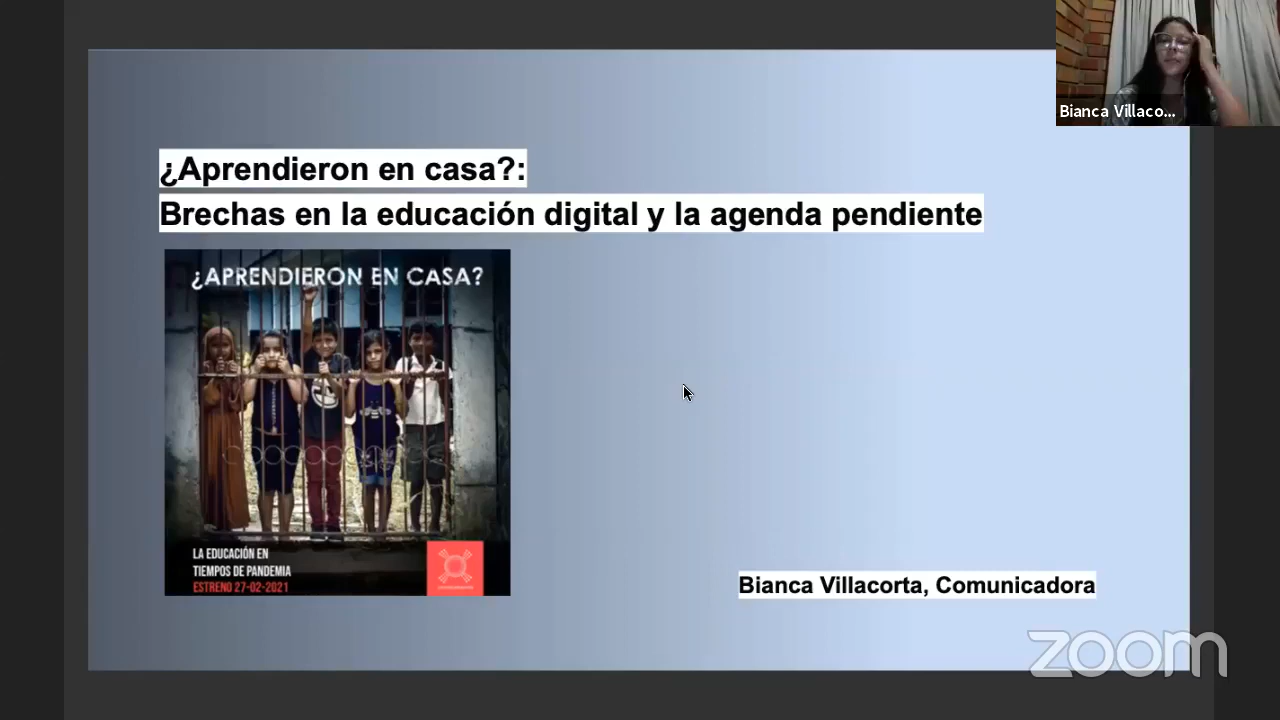 Bianca Villaco...
¿Aprendieron en casa?:
Brechas en la educación digital y la agenda pendiente
¿APRENDIERON EN CASA?
LA EDUCACIÓN EN
TIEMPOS DE PANDEMIA
ESTRENO 27-02-2021
Bianca Villacorta, Comunicadora
zoom